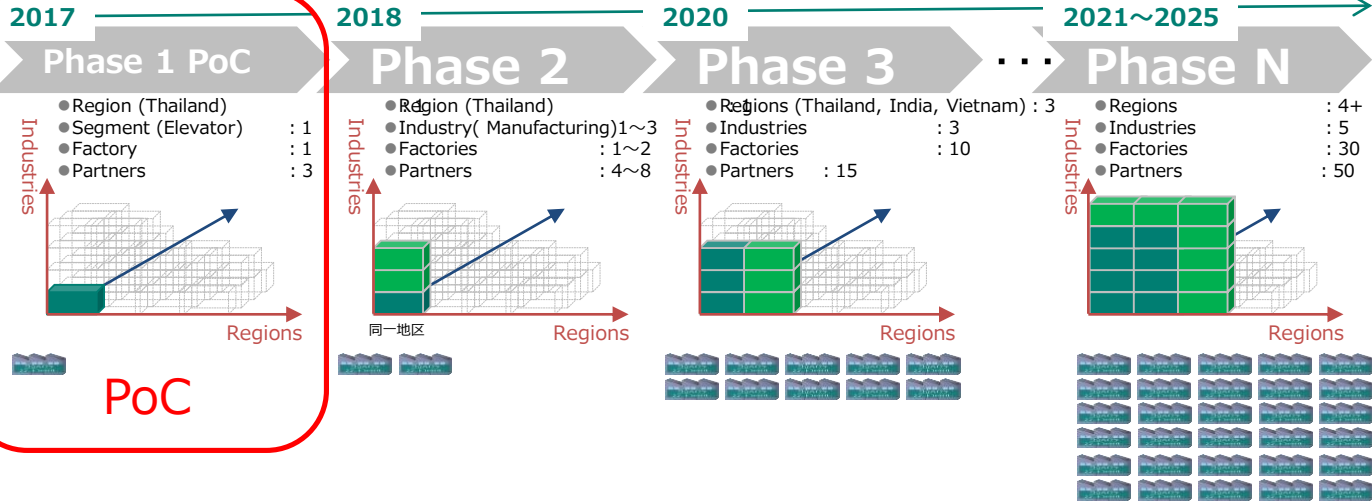 2017
2018
2020
2021～2025
Phase 1 PoC
Phase 2
Phase 3
･･･
Phase N
●Region (Thailand)
●Segment (Elevator) : 1
●Factory : 1
●Partners : 3
Industries
Regions
PoC
●Region (Thailand) : 1
●Industry( Manufacturing)1～3
●Factories : 1～2
●Partners : 4～8
Industries
同一地区
Regions
●Regions (Thailand, India, Vietnam) : 3
●Industries : 3
●Factories : 10
●Partners : 15
Industries
Regions
●Regions : 4+
●Industries : 5
●Factories : 30
●Partners : 50
Industries
Regions